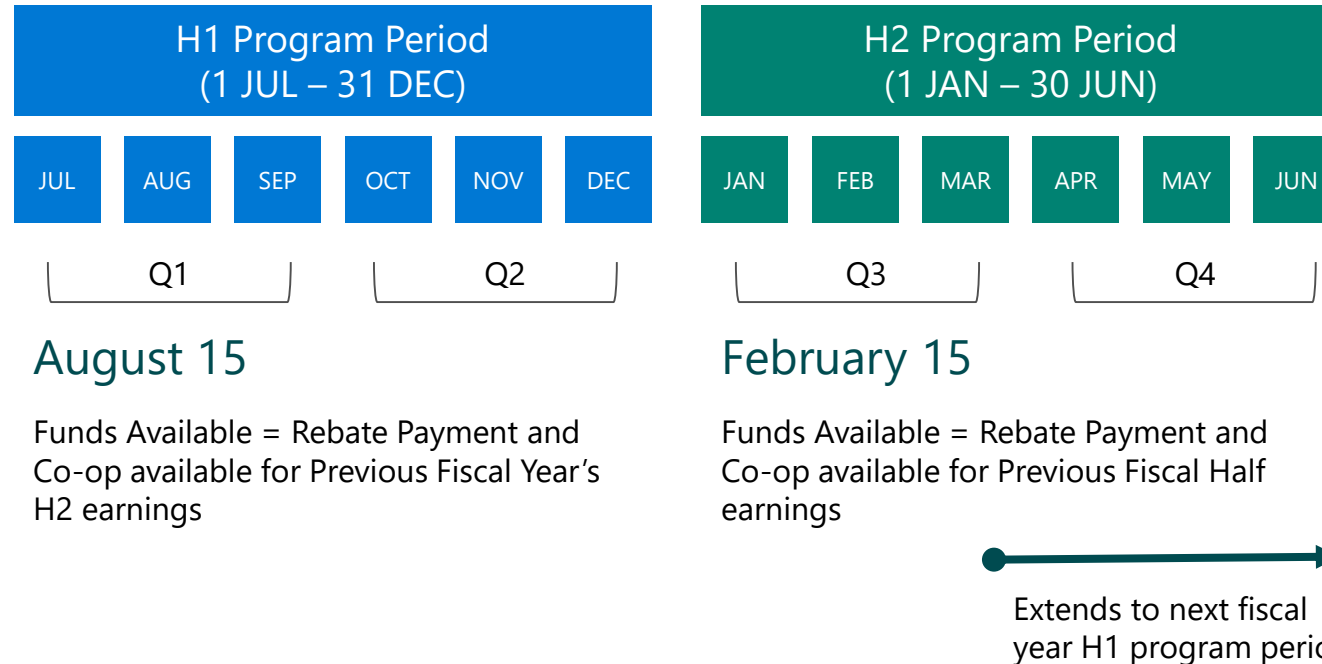 H1 Program Period
(1 JUL – 31 DEC)
H2 Program Period
(1 JAN – 30 JUN)
JUL AUG SEP OCT NOV DEC JAN FEB MAR APR MAY JUN
Q1 Q2 Q3 Q4
August 15
Funds Available = Rebate Payment and
Co-op available for Previous Fiscal Year’s
H2 earnings
February 15
Funds Available = Rebate Payment and
Co-op available for Previous Fiscal Half
earnings
Extends to next fiscal
year H1 program